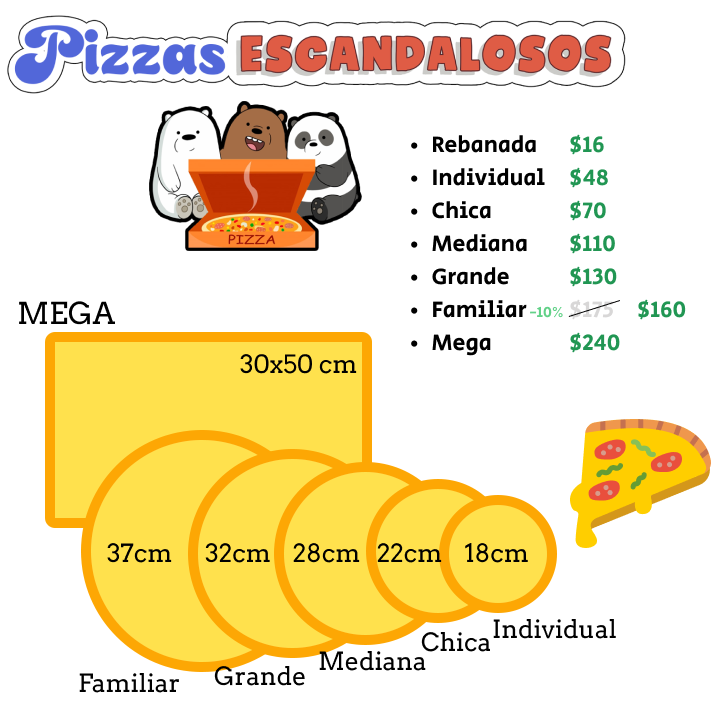 Pizzas ESCANDALOSOS
PIZZA
• Rebanada $16
• Individual $48
• Chica $70
• Mediana $110
• Grande $130
• Familiar -10% $175 $160
• Mega $240
MEGA
30x50 cm
37cm 32cm 28cm 22cm 18cm
Individual
Chica
Mediana
Grande
Familiar